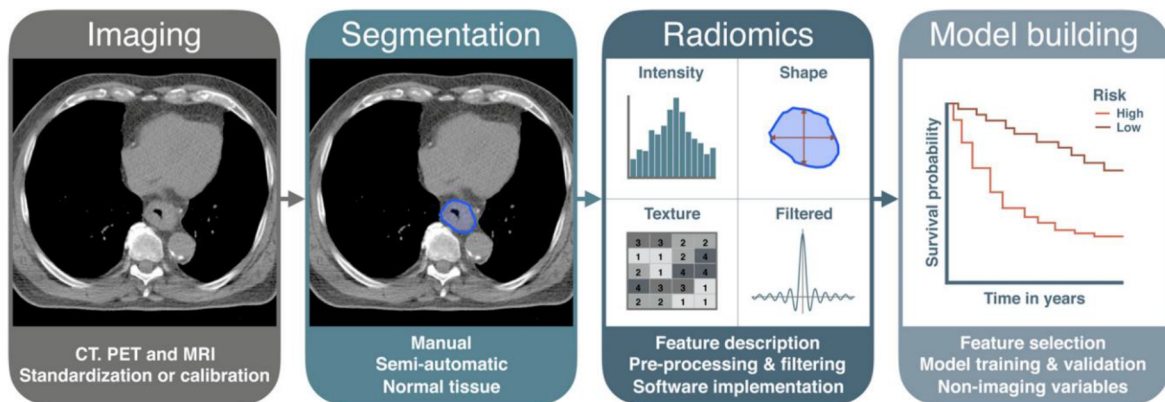 Imaging
CT. PET and MRI
Standardization or calibration
Segmentation
Manual
Semi-automatic
Normal tissue
Radiomics
Intensity
Shape
Texture
Filtered
3 3 2 2
1 1 2 4
2 1 4 4
4 3 3 1
2 2 1 1
Feature description
Pre-processing & filtering
Software implementation
Model building
Risk
High
Low
Survival probability
Time in years
Feature selection
Model training & validation
Non-imaging variables